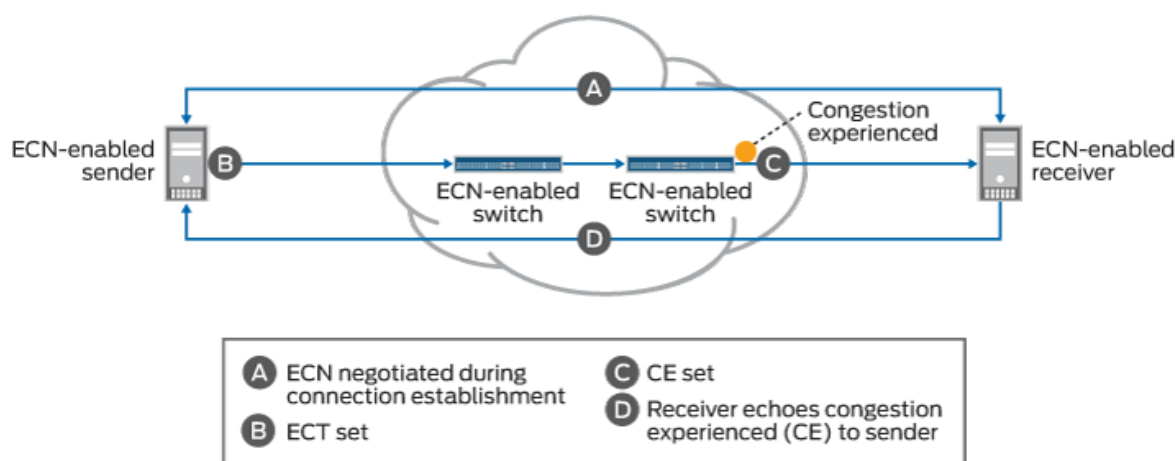 A
Congestion
experienced
ECN-enabled
sender
B
C
ECN-enabled
receiver
ECN-enabled
switch
ECN-enabled
switch
D
A ECN negotiated during
connection establishment
B ECT set
C CE set
D Receiver echoes congestion
experienced (CE) to sender